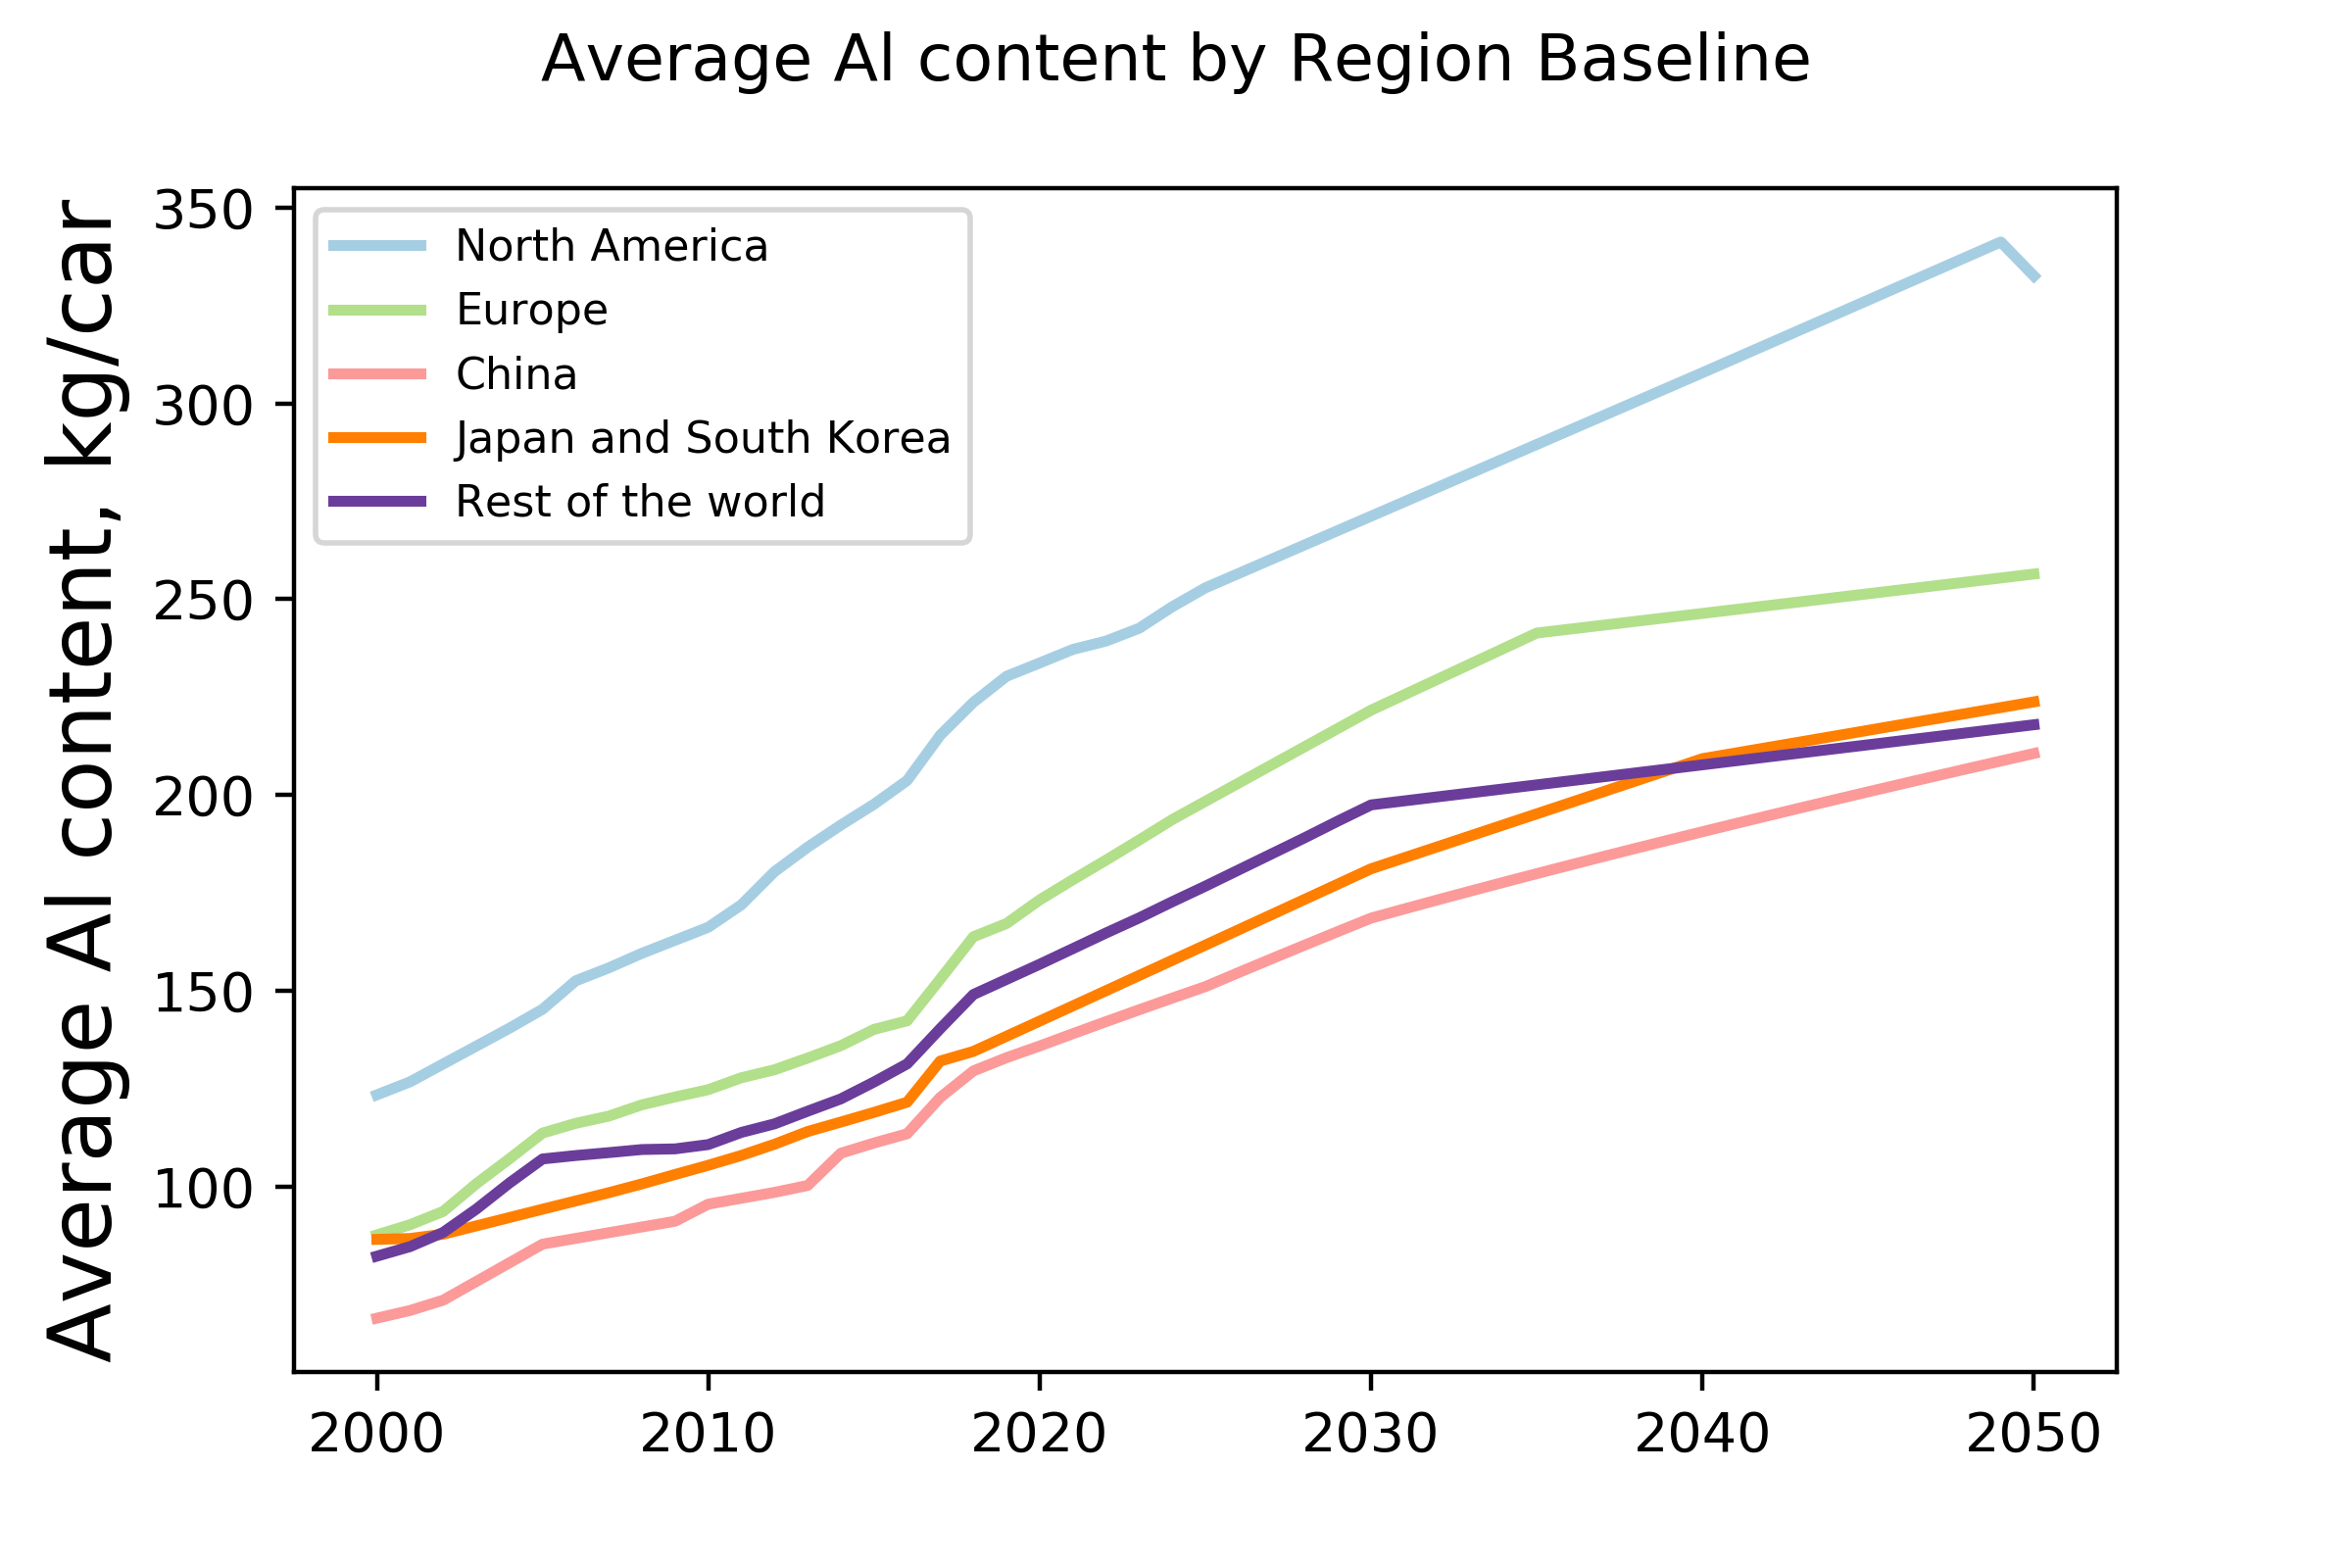 Average Al content by Region Baseline
Average Al content, kg/car
350
300
250
200
150
100
North America
Europe
China
Japan and South Korea
Rest of the world
2000 2010 2020 2030 2040 2050